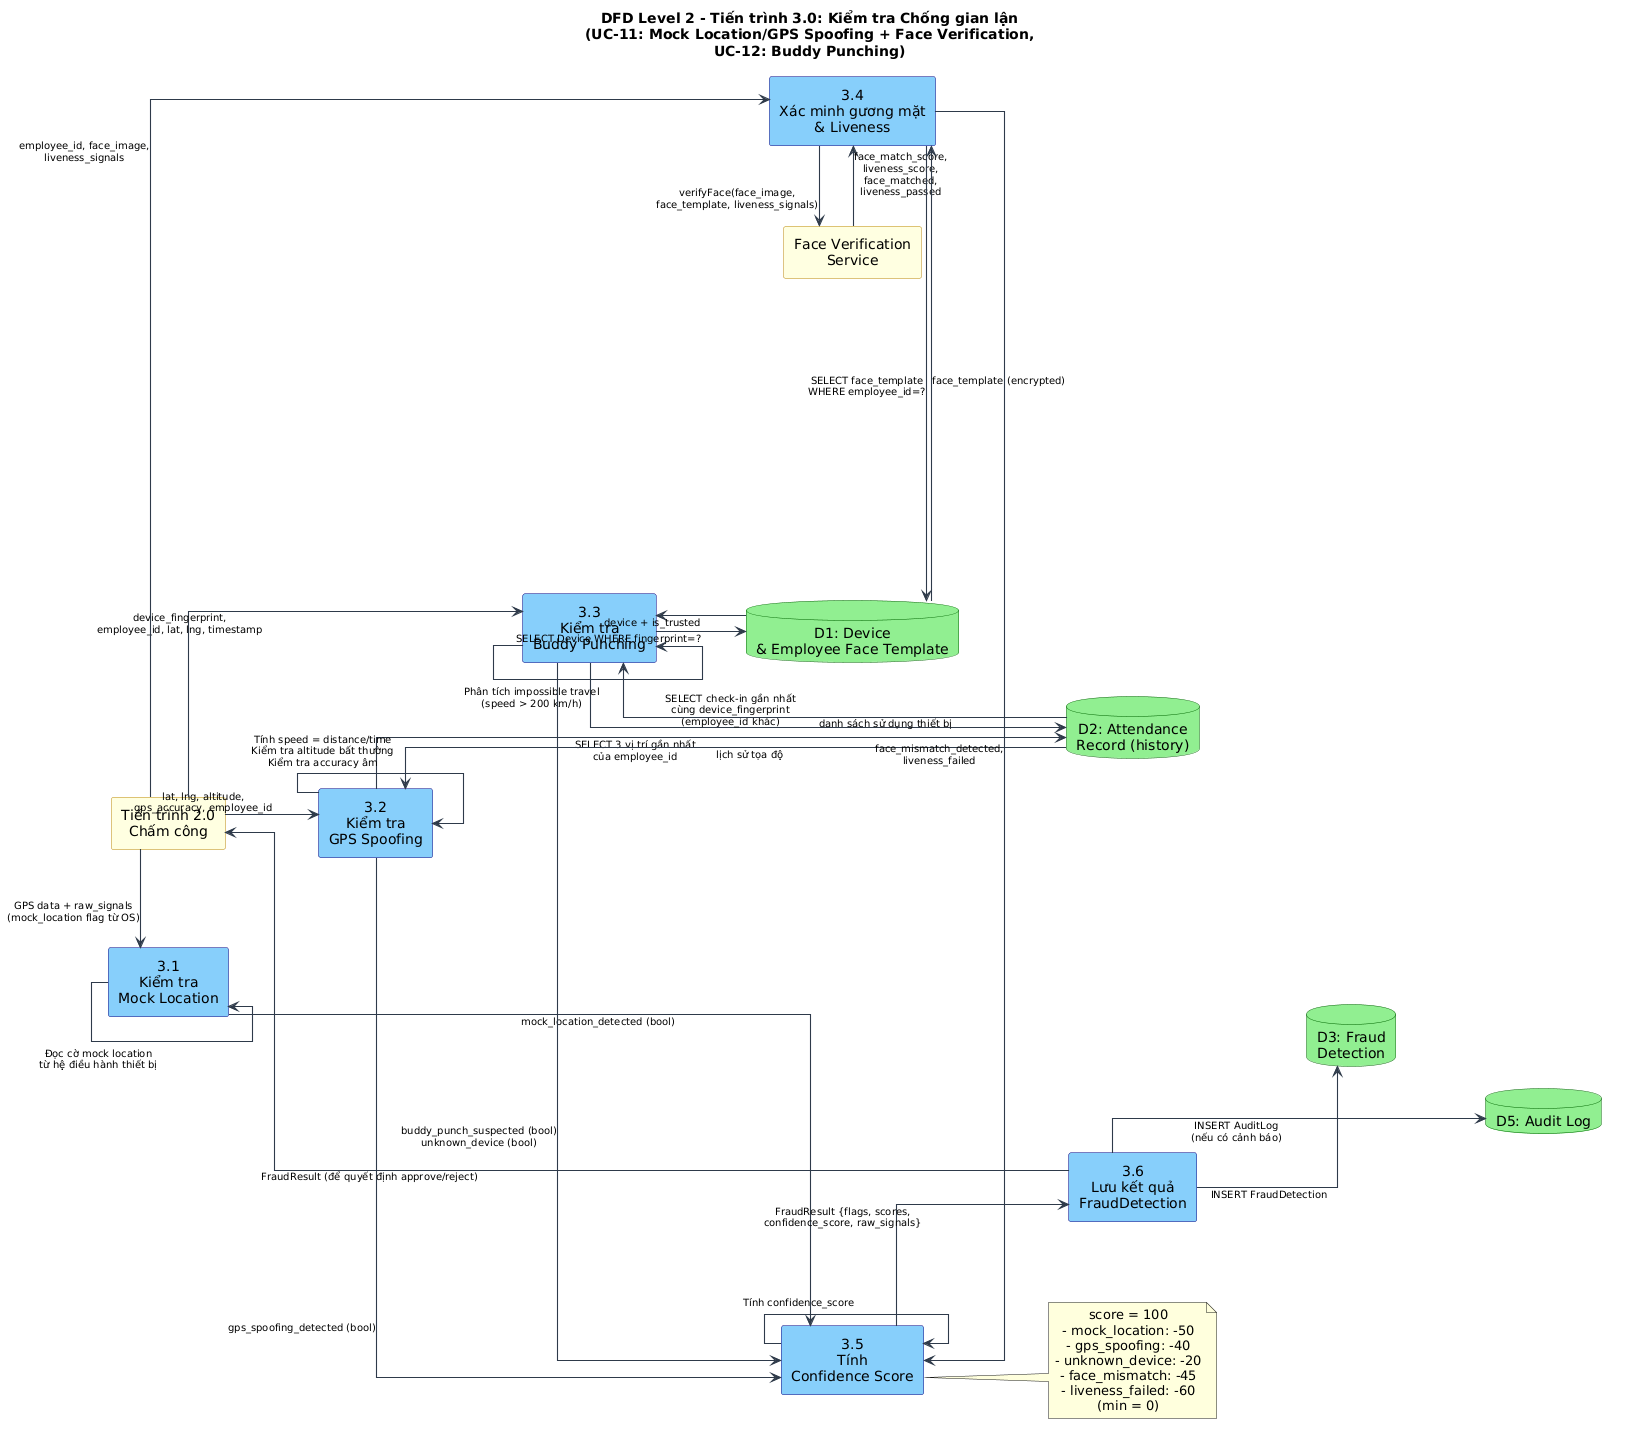 DFD Level 2 - Tiến trình 3.0: Kiểm tra Chống gian lận
(UC-11: Mock Location/GPS Spoofing + Face Verification,
UC-12: Buddy Punching)
3.4
Xác minh gương mặt
& Liveness
employee_id, face_image,
liveness_signals
face_match_score,
liveness_score,
face_matched,
liveness_passed
verifyFace(face_image,
face_template, liveness_signals)
Face Verification
Service
SELECT face_template
WHERE employee_id=?
face_template (encrypted)
3.3
Kiểm tra
Buddy Punching
device_fingerprint,
employee_id, lat, lng, timestamp
device + is_trusted
SELECT Device WHERE fingerprint=?
D1: Device
& Employee Face Template
Phân tích impossible travel
(speed > 200 km/h)
SELECT check-in gần nhất
cùng device_fingerprint
(employee_id khác)
danh sách sử dụng thiết bị
D2: Attendance
Record (history)
Tính speed = distance/time
Kiểm tra altitude bất thường
Kiểm tra accuracy âm
SELECT 3 vị trí gần nhất
của employee_id
lịch sử tọa độ
face_mismatch_detected,
liveness_failed
lat, lng, altitude,
gps_accuracy, employee_id
Tiến trình 2.0
Chấm công
3.2
Kiểm tra
GPS Spoofing
GPS data + raw_signals
(mock_location flag từ OS)
3.1
Kiểm tra
Mock Location
mock_location_detected (bool)
Đọc cờ mock location
từ hệ điều hành thiết bị
D3: Fraud
Detection
D5: Audit Log
INSERT AuditLog
(nếu có cảnh báo)
buddy_punch_suspected (bool)
unknown_device (bool)
FraudResult (để quyết định approve/reject)
3.6
Lưu kết quả
FraudDetection
INSERT FraudDetection
FraudResult {flags, scores,
confidence_score, raw_signals}
Tính confidence_score
gps_spoofing_detected (bool)
3.5
Tính
Confidence Score
score = 100
- mock_location: -50
- gps_spoofing: -40
- unknown_device: -20
- face_mismatch: -45
- liveness_failed: -60
(min = 0)